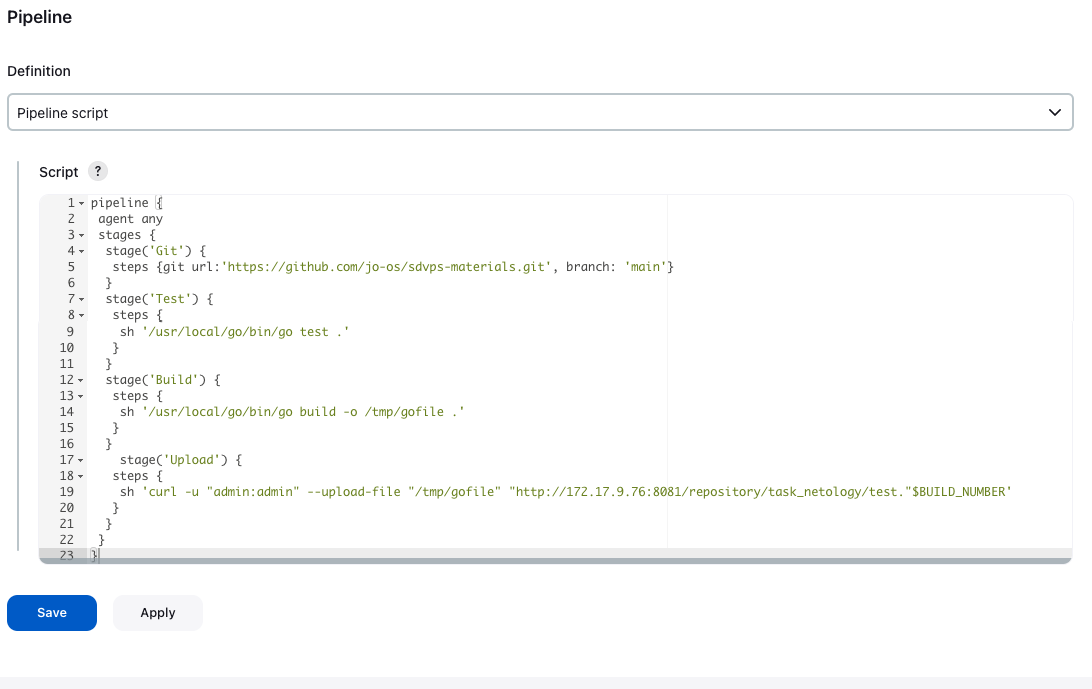 Pipeline
Definition
Pipeline script
Script ?
1 pipeline {
2  agent any
3  stages {
4   stage('Git') {
5    steps {git url:'https://github.com/jo-os/sdvps-materials.git', branch: 'main'}
6   }
7   stage('Test') {
8    steps {
9     sh '/usr/local/go/bin/go test .'
10    }
11   }
12   stage('Build') {
13    steps {
14     sh '/usr/local/go/bin/go build -o /tmp/gofile .'
15    }
16   }
17     stage('Upload') {
18    steps {
19     sh 'curl -u "admin:admin" --upload-file "/tmp/gofile" "http://172.17.9.76:8081/repository/task_netology/test."$BUILD_NUMBER'
20    }
21   }
22  }
23 }
Save Apply